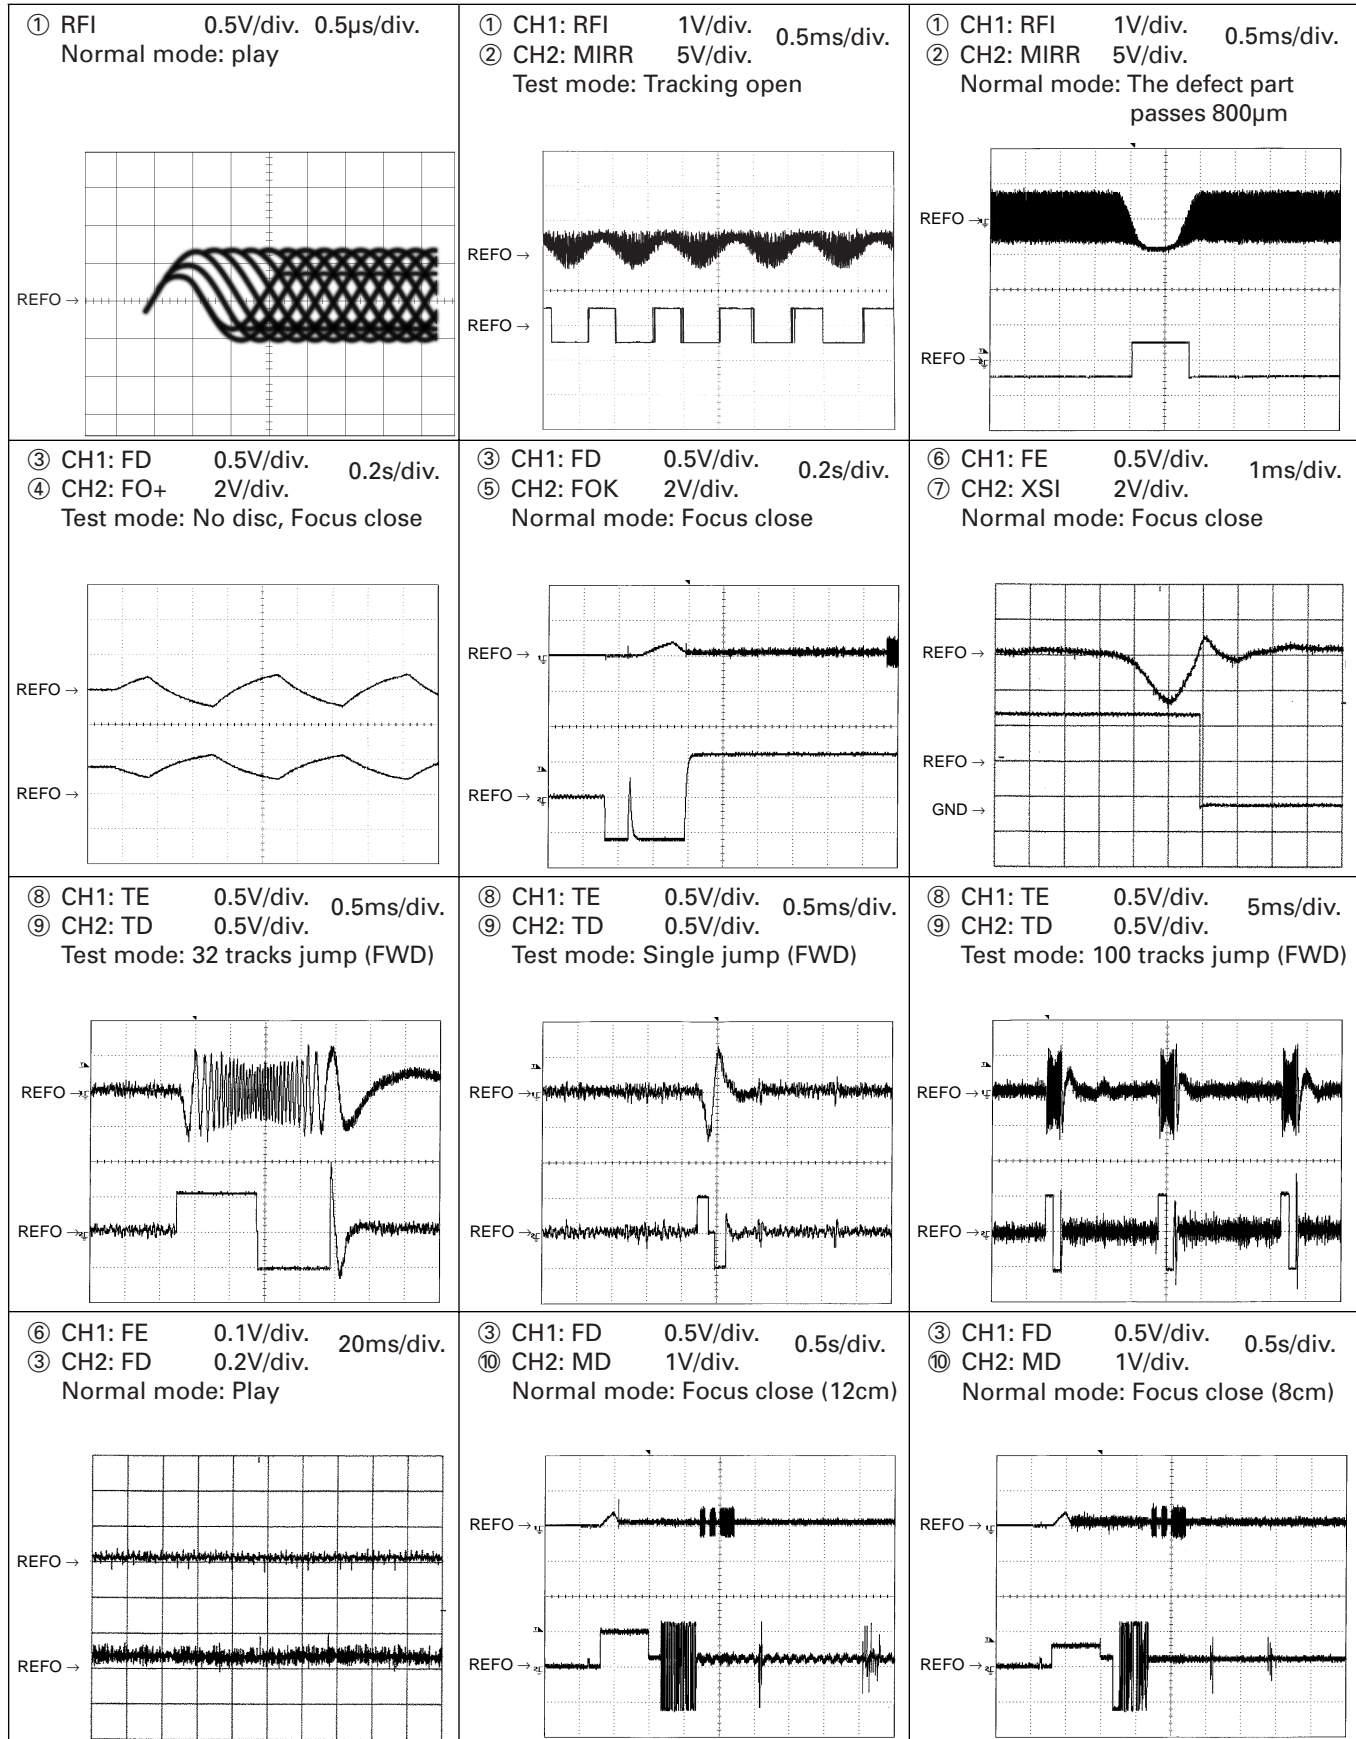 ① RFI 0.5V/div. 0.5µs/div.
Normal mode: play
REFO →
① CH1: RFI 1V/div. 0.5ms/div.
② CH2: MIRR 5V/div.
Test mode: Tracking open
REFO →
REFO →
① CH1: RFI 1V/div. 0.5ms/div.
② CH2: MIRR 5V/div.
Normal mode: The defect part
passes 800µm
REFO →
REFO →
③ CH1: FD 0.5V/div. 0.2s/div.
④ CH2: FO+ 2V/div.
Test mode: No disc, Focus close
REFO →
REFO →
③ CH1: FD 0.5V/div. 0.2s/div.
⑤ CH2: FOK 2V/div.
Normal mode: Focus close
REFO →
REFO →
⑥ CH1: FE 0.5V/div. 1ms/div.
⑦ CH2: XSI 2V/div.
Normal mode: Focus close
REFO →
REFO →
GND →
⑧ CH1: TE 0.5V/div. 0.5ms/div.
⑨ CH2: TD 0.5V/div.
Test mode: 32 tracks jump (FWD)
REFO →
REFO →
⑧ CH1: TE 0.5V/div. 0.5ms/div.
⑨ CH2: TD 0.5V/div.
Test mode: Single jump (FWD)
REFO →
REFO →
⑧ CH1: TE 0.5V/div. 5ms/div.
⑨ CH2: TD 0.5V/div.
Test mode: 100 tracks jump (FWD)
REFO →
REFO →
⑥ CH1: FE 0.1V/div. 20ms/div.
③ CH2: FD 0.2V/div.
Normal mode: Play
REFO →
REFO →
③ CH1: FD 0.5V/div. 0.5s/div.
⑩ CH2: MD 1V/div.
Normal mode: Focus close (12cm)
REFO →
REFO →
③ CH1: FD 0.5V/div. 0.5s/div.
⑩ CH2: MD 1V/div.
Normal mode: Focus close (8cm)
REFO →
REFO →